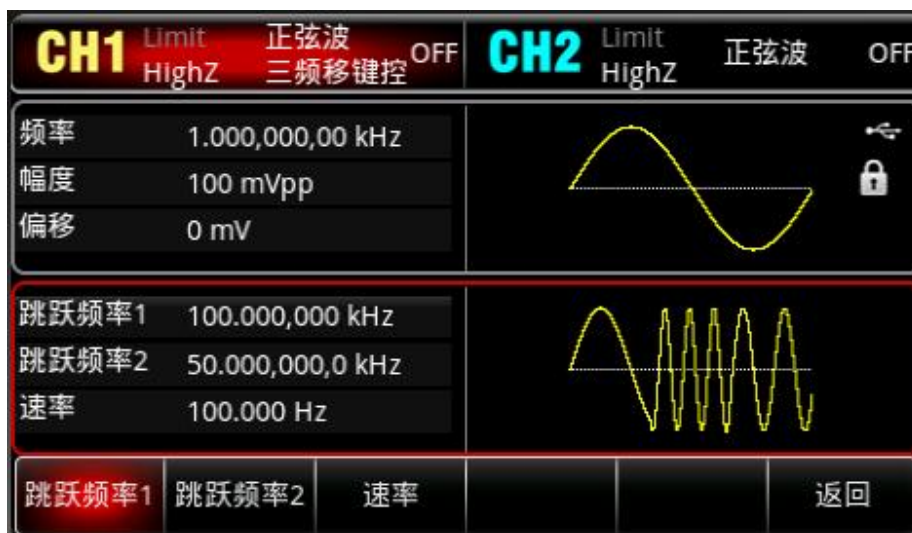 CH1 Limit 正弦波 OFF CH2 Limit 正弦波 OFF
HighZ 三频移键控 HighZ
频率 1.000,000,00 kHz
幅度 100 mVpp
偏移 0 mV
跳跃频率1 100.000,000 kHz
跳跃频率2 50.000,000,0 kHz
速率 100.000 Hz
跳跃频率1 跳跃频率2 速率 返回